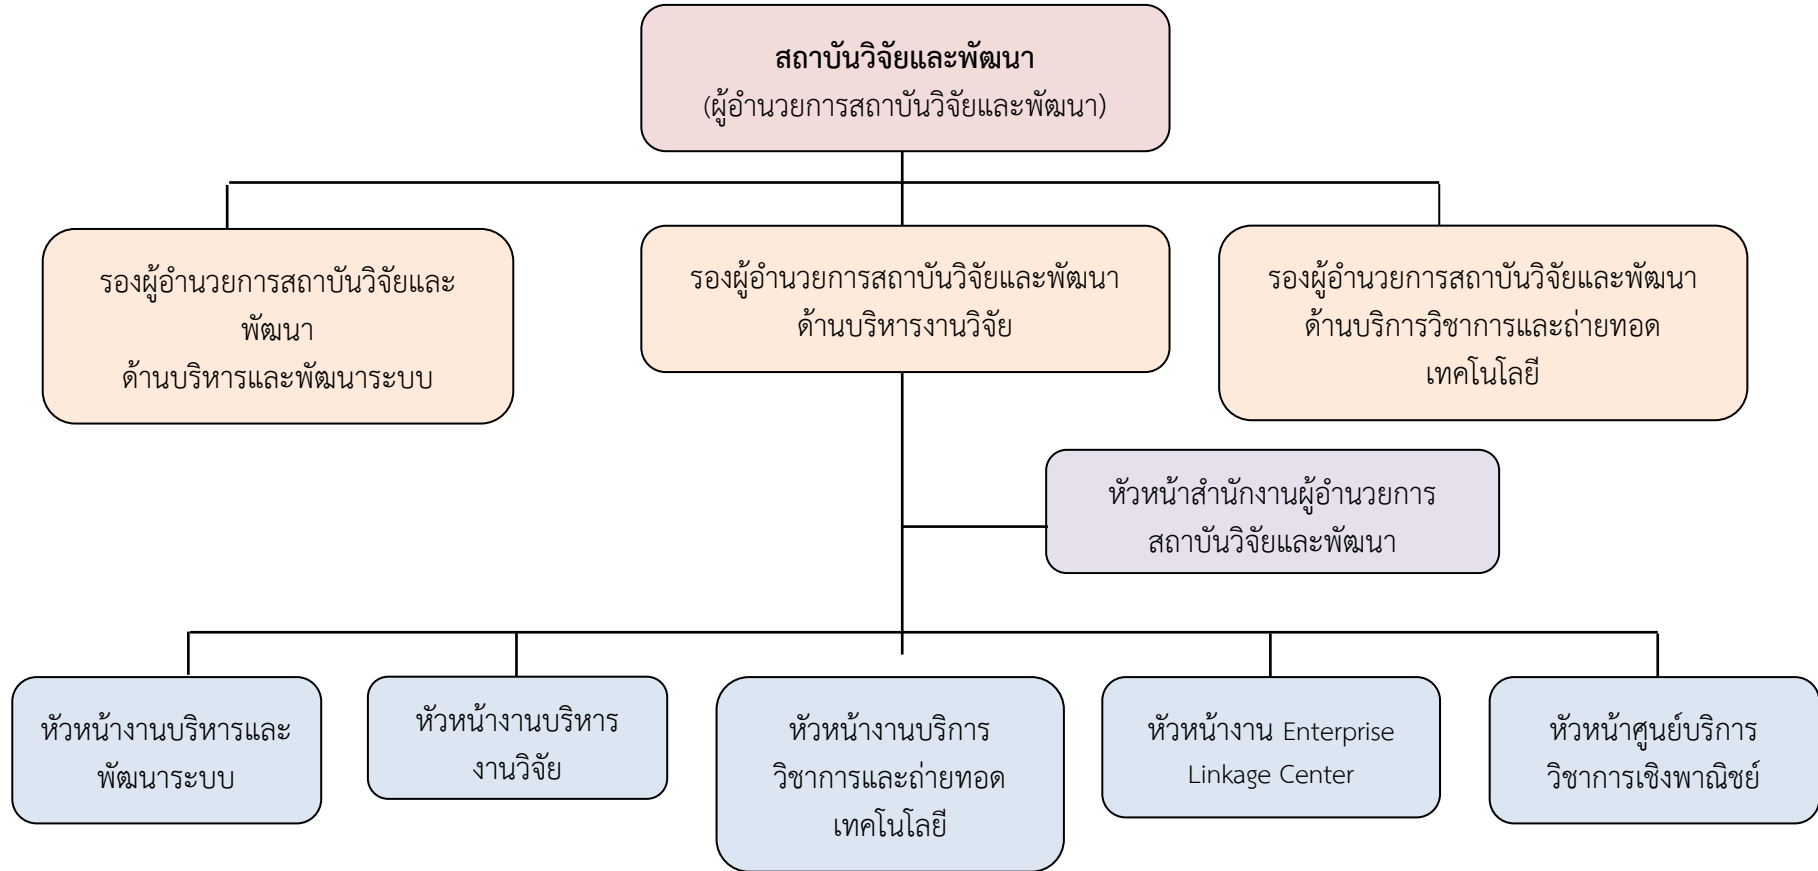 สถาบันวิจัยและพัฒนา
(ผู้อำนวยการสถาบันวิจัยและพัฒนา)
รองผู้อำนวยการสถาบันวิจัยและ
พัฒนา
ด้านบริหารและพัฒนาระบบ
รองผู้อำนวยการสถาบันวิจัยและพัฒนา
ด้านบริหารงานวิจัย
รองผู้อำนวยการสถาบันวิจัยและพัฒนา
ด้านบริการวิชาการและถ่ายทอด
เทคโนโลยี
หัวหน้าสำนักงานผู้อำนวยการ
สถาบันวิจัยและพัฒนา
หัวหน้างานบริหารและ
พัฒนาระบบ
หัวหน้างานบริหาร
งานวิจัย
หัวหน้างานบริการ
วิชาการและถ่ายทอด
เทคโนโลยี
หัวหน้างาน Enterprise
Linkage Center
หัวหน้าศูนย์บริการ
วิชาการเชิงพาณิชย์